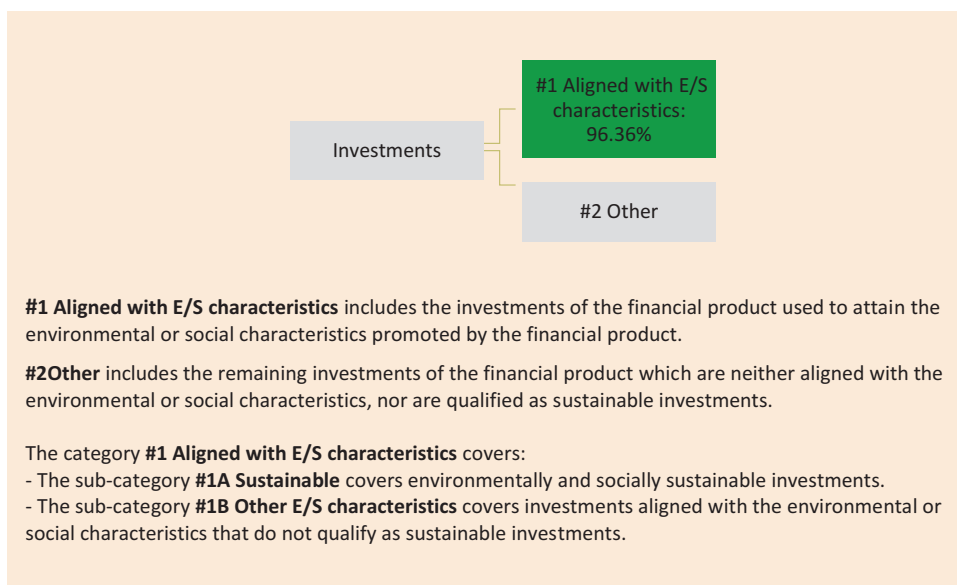 #1 Aligned with E/S
characteristics:
96.36%
Investments
#2 Other
#1 Aligned with E/S characteristics includes the investments of the financial product used to attain the
environmental or social characteristics promoted by the financial product.
#2Other includes the remaining investments of the financial product which are neither aligned with the
environmental or social characteristics, nor are qualified as sustainable investments.
The category #1 Aligned with E/S characteristics covers:
- The sub-category #1A Sustainable covers environmentally and socially sustainable investments.
- The sub-category #1B Other E/S characteristics covers investments aligned with the environmental or
social characteristics that do not qualify as sustainable investments.